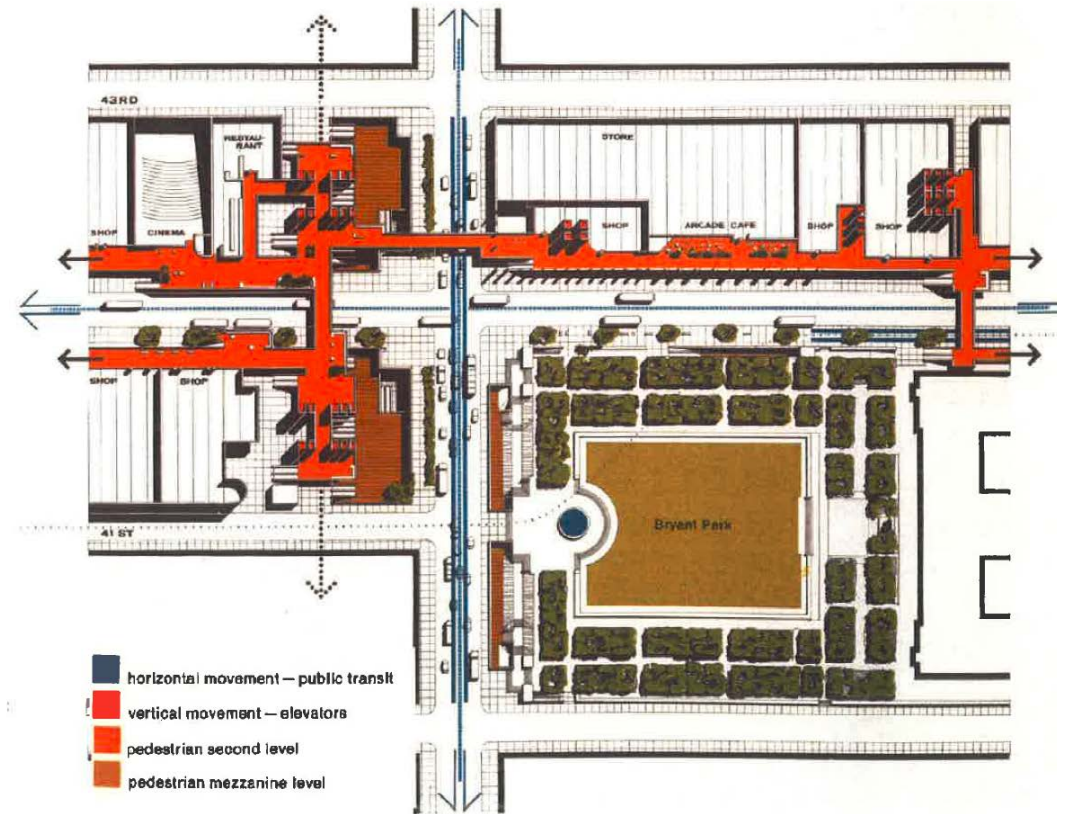 43RD
RESTAU-
RANT
STORE
SHOP
CINEMA
SHOP
ARCADE CAFE
SHOP
SHOP
SHOP
SHOP
Bryant Park
41 ST
horizontal movement — public transit
vertical movement — elevators
pedestrian second level
pedestrian mezzanine level